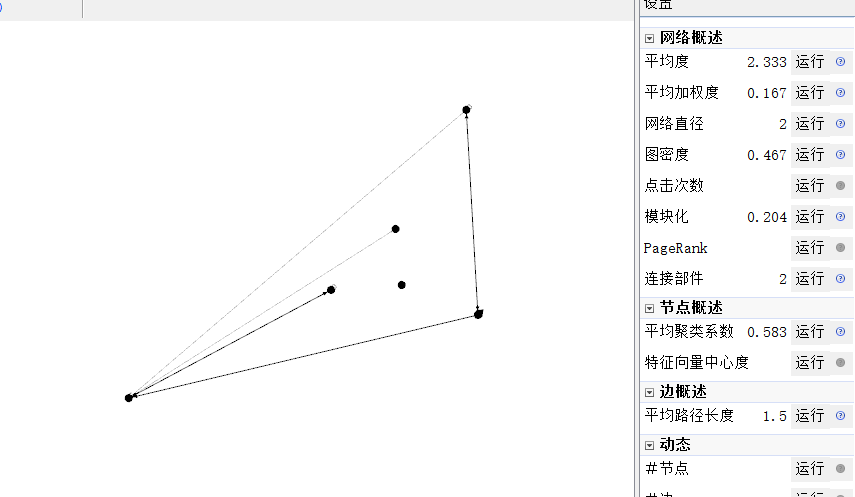 设置
网络概述
平均度 2.333 运行
平均加权度 0.167 运行
网络直径 2 运行
图密度 0.467 运行
点击次数 运行
模块化 0.204 运行
PageRank 运行
连接部件 2 运行
节点概述
平均聚类系数 0.583 运行
特征向量中心度 运行
边概述
平均路径长度 1.5 运行
动态
#节点 运行